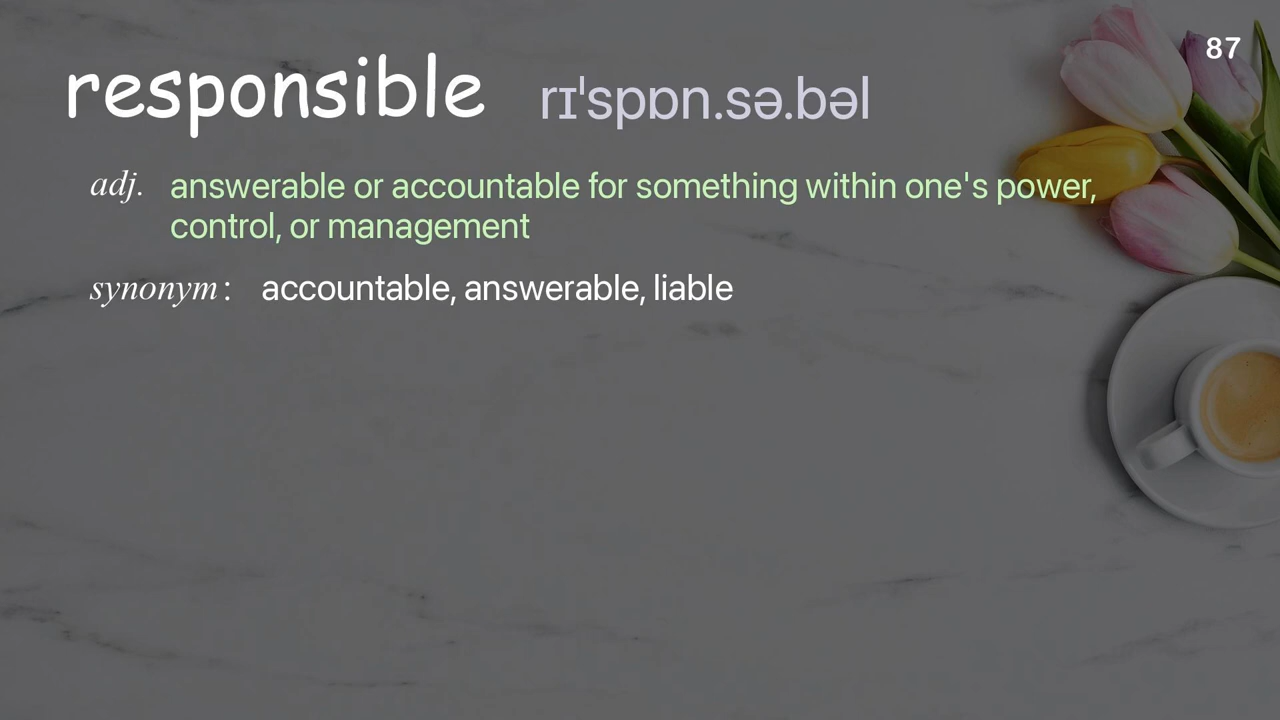 87
responsible rɪˈspɒn.sə.bəl
adj. answerable or accountable for something within one's power,
control, or management
synonym: accountable, answerable, liable